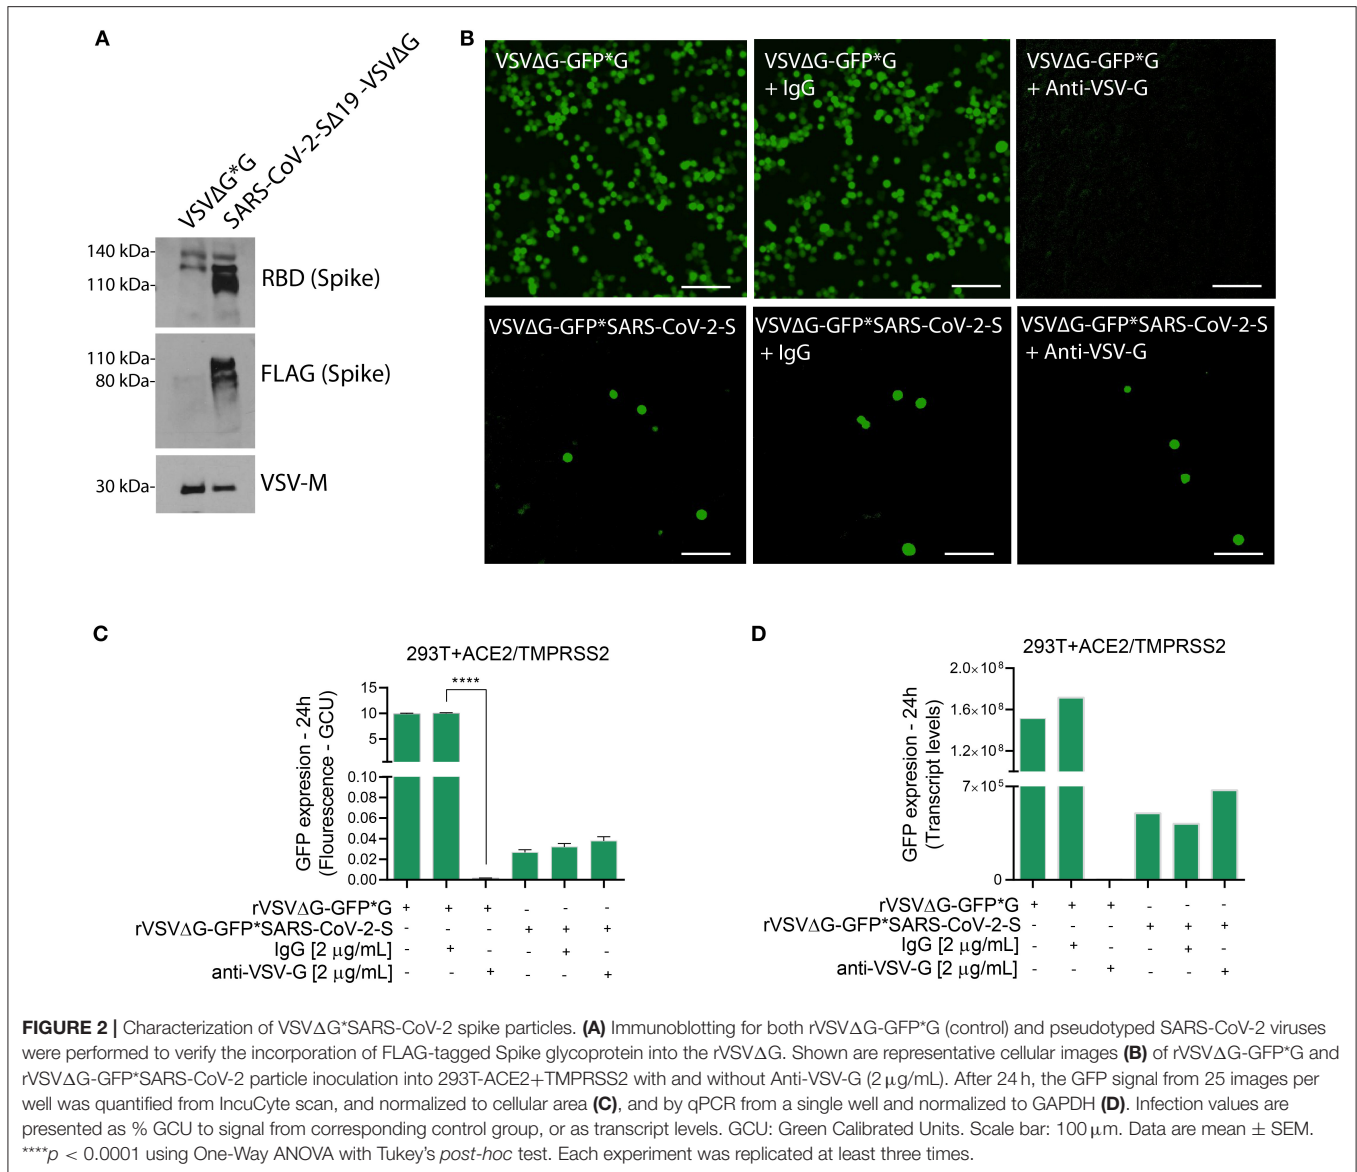 A
VSVΔG*G
SARS-CoV-2-SΔ19 -VSVΔG
140 kDa-
110 kDa-
RBD (Spike)
110 kDa-
80 kDa-
FLAG (Spike)
30 kDa-
VSV-M
B
VSVΔG-GFP*G
VSVΔG-GFP*G
+ IgG
VSVΔG-GFP*G
+ Anti-VSV-G
VSVΔG-GFP*SARS-CoV-2-S
VSVΔG-GFP*SARS-CoV-2-S
+ IgG
VSVΔG-GFP*SARS-CoV-2-S
+ Anti-VSV-G
C
293T+ACE2/TMPRSS2
GFP expresion - 24h
(Flourescence - GCU)
15
10
5
0.10
0.08
0.06
0.04
0.02
0.00
****
rVSVΔG-GFP*G + + + - - -
rVSVΔG-GFP*SARS-CoV-2-S - - - + + +
IgG [2 μg/mL] - + - - + -
anti-VSV-G [2 μg/mL] - - + - - +
D
293T+ACE2/TMPRSS2
GFP expresion - 24h
(Transcript levels)
2.0×10⁸
1.6×10⁸
1.2×10⁸
7×10⁵
0
rVSVΔG-GFP*G + + + - - -
rVSVΔG-GFP*SARS-CoV-2-S - - - + + +
IgG [2 μg/mL] - + - - + -
anti-VSV-G [2 μg/mL] - - + - - +
FIGURE 2 | Characterization of VSVΔG*SARS-CoV-2 spike particles. (A) Immunoblotting for both rVSVΔG-GFP*G (control) and pseudotyped SARS-CoV-2 viruses
were performed to verify the incorporation of FLAG-tagged Spike glycoprotein into the rVSVΔG. Shown are representative cellular images (B) of rVSVΔG-GFP*G and
rVSVΔG-GFP*SARS-CoV-2 particle inoculation into 293T-ACE2+TMPRSS2 with and without Anti-VSV-G (2 μg/mL). After 24 h, the GFP signal from 25 images per
well was quantified from IncuCyte scan, and normalized to cellular area (C), and by qPCR from a single well and normalized to GAPDH (D). Infection values are
presented as % GCU to signal from corresponding control group, or as transcript levels. GCU: Green Calibrated Units. Scale bar: 100 μm. Data are mean ± SEM.
****p < 0.0001 using One-Way ANOVA with Tukey's post-hoc test. Each experiment was replicated at least three times.